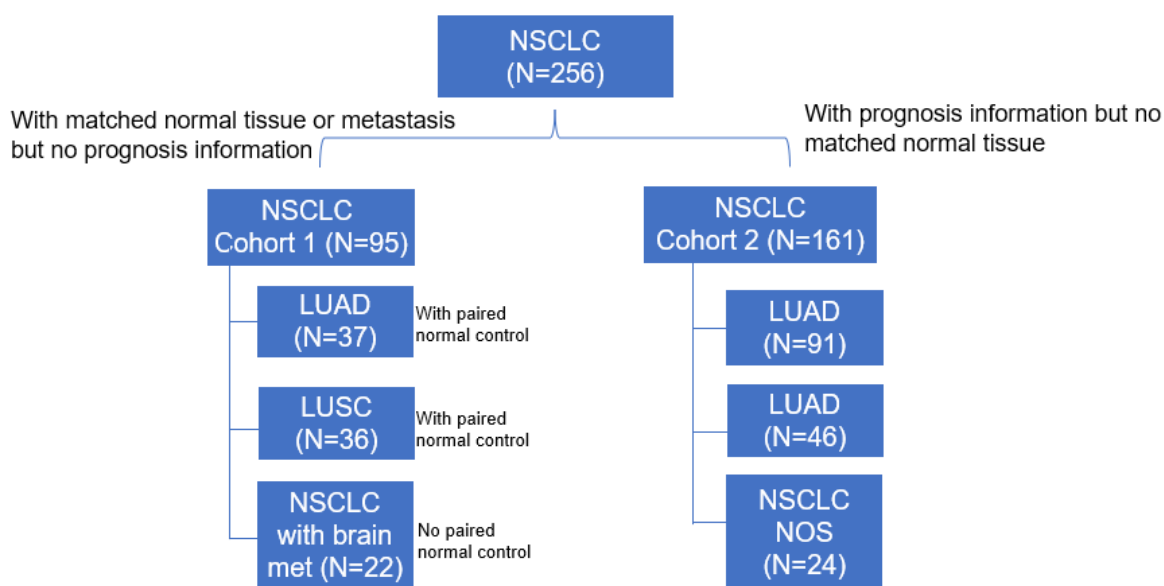 NSCLC
(N=256)
With matched normal tissue or metastasis
but no prognosis information
With prognosis information but no
matched normal tissue
NSCLC
Cohort 1 (N=95)
LUAD
(N=37)
With paired
normal control
LUSC
(N=36)
With paired
normal control
NSCLC
with brain
met (N=22)
No paired
normal control
NSCLC
Cohort 2 (N=161)
LUAD
(N=91)
LUAD
(N=46)
NSCLC
NOS
(N=24)